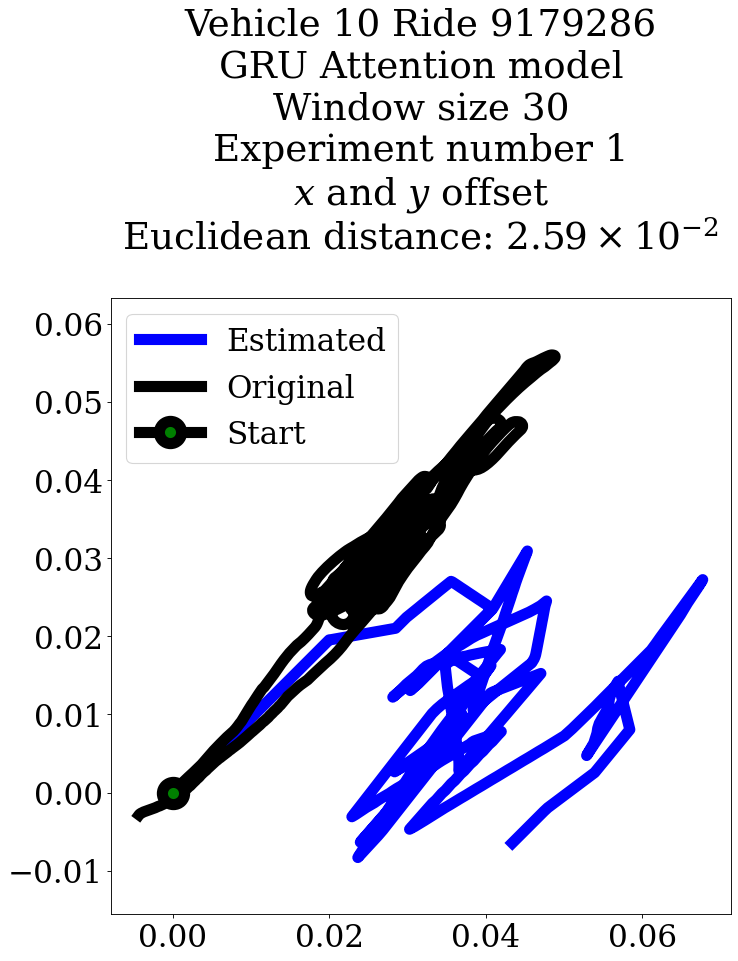 Vehicle 10 Ride 9179286
GRU Attention model
Window size 30
Experiment number 1
x and y offset
Euclidean distance: 2.59 × 10⁻²
Estimated
Original
Start
0.06
0.05
0.04
0.03
0.02
0.01
0.00
−0.01
0.00 0.02 0.04 0.06